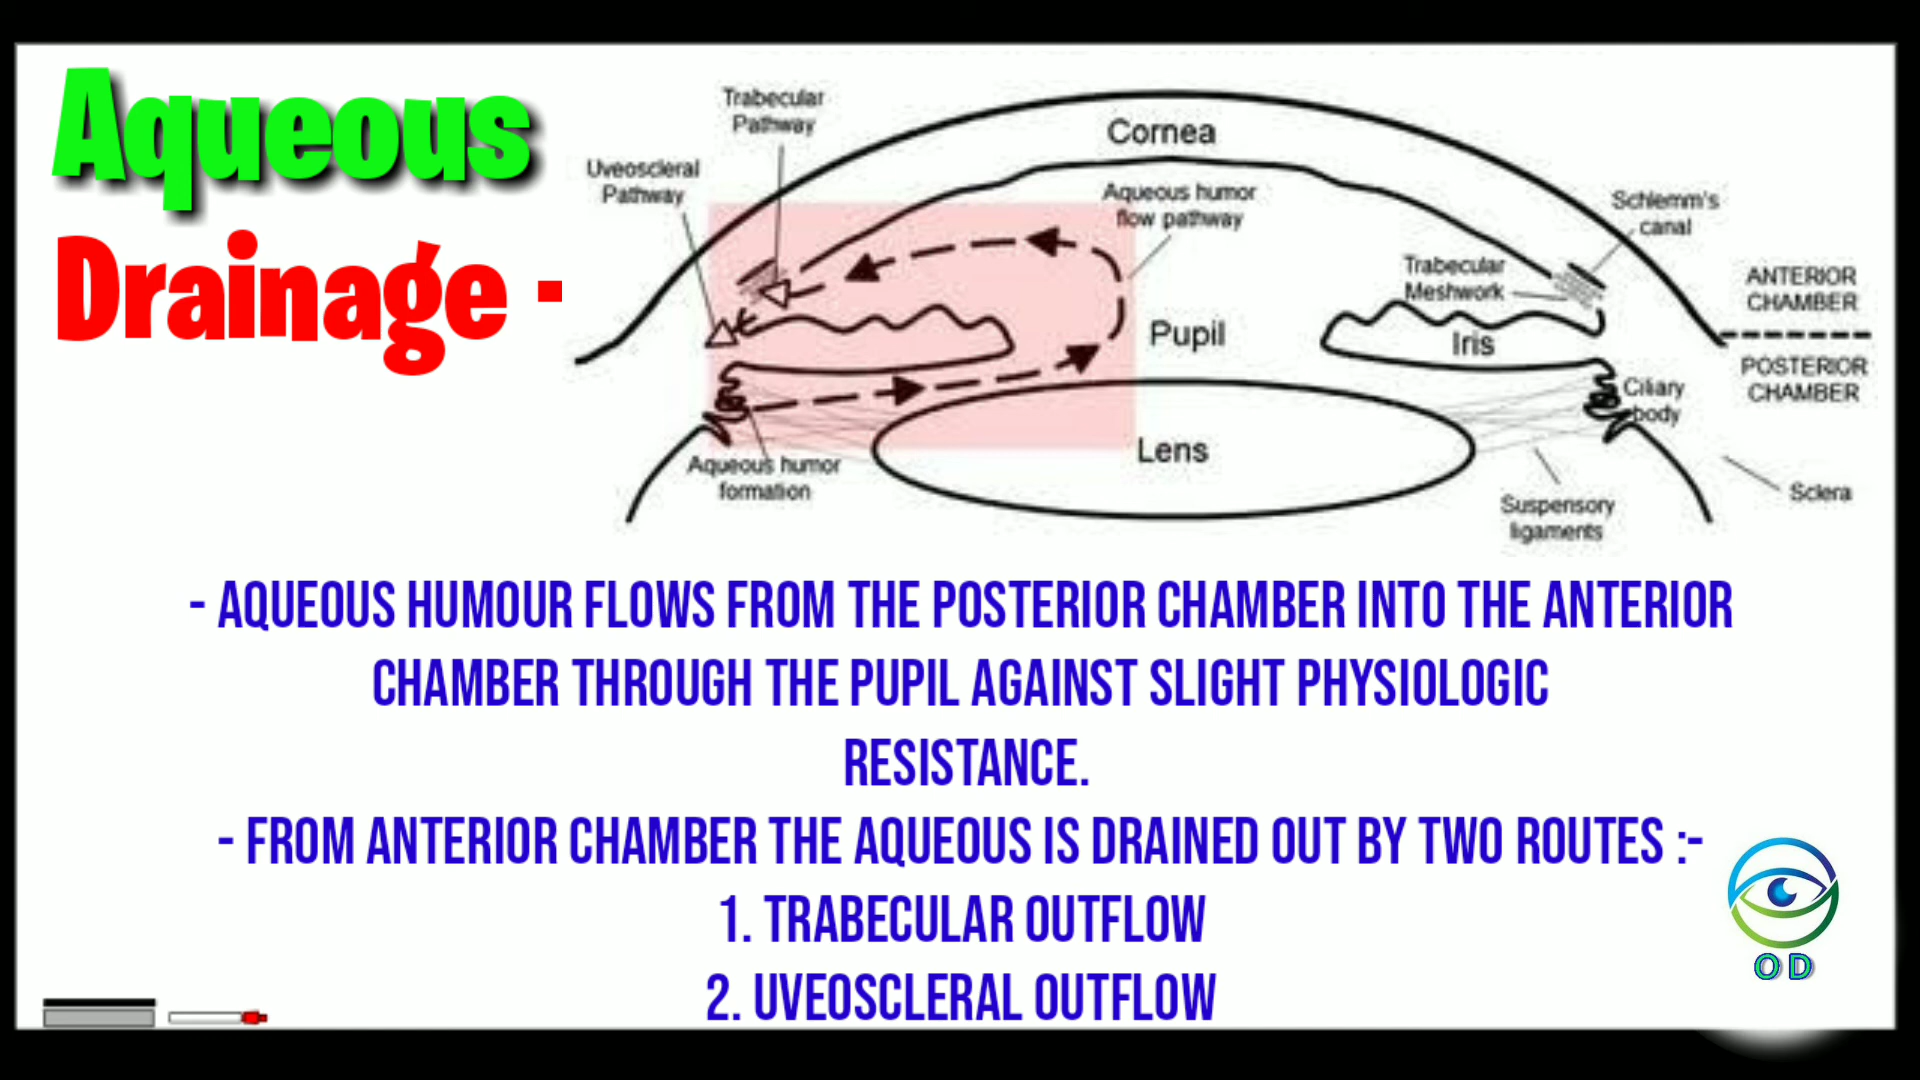 Aqueous
Drainage -
Trabecular
Pathway
Uveoscleral
Pathway
Cornea
Aqueous humor
flow pathway
Schlemm's
canal
Trabecular
Meshwork
ANTERIOR
CHAMBER
Pupil
Iris
POSTERIOR
CHAMBER
Ciliary
body
Lens
Aqueous humor
formation
Suspensory
ligaments
Sclera
- AQUEOUS HUMOUR FLOWS FROM THE POSTERIOR CHAMBER INTO THE ANTERIOR
CHAMBER THROUGH THE PUPIL AGAINST SLIGHT PHYSIOLOGIC
RESISTANCE.
- FROM ANTERIOR CHAMBER THE AQUEOUS IS DRAINED OUT BY TWO ROUTES :-
1. TRABECULAR OUTFLOW
2. UVEOSCLERAL OUTFLOW
OD